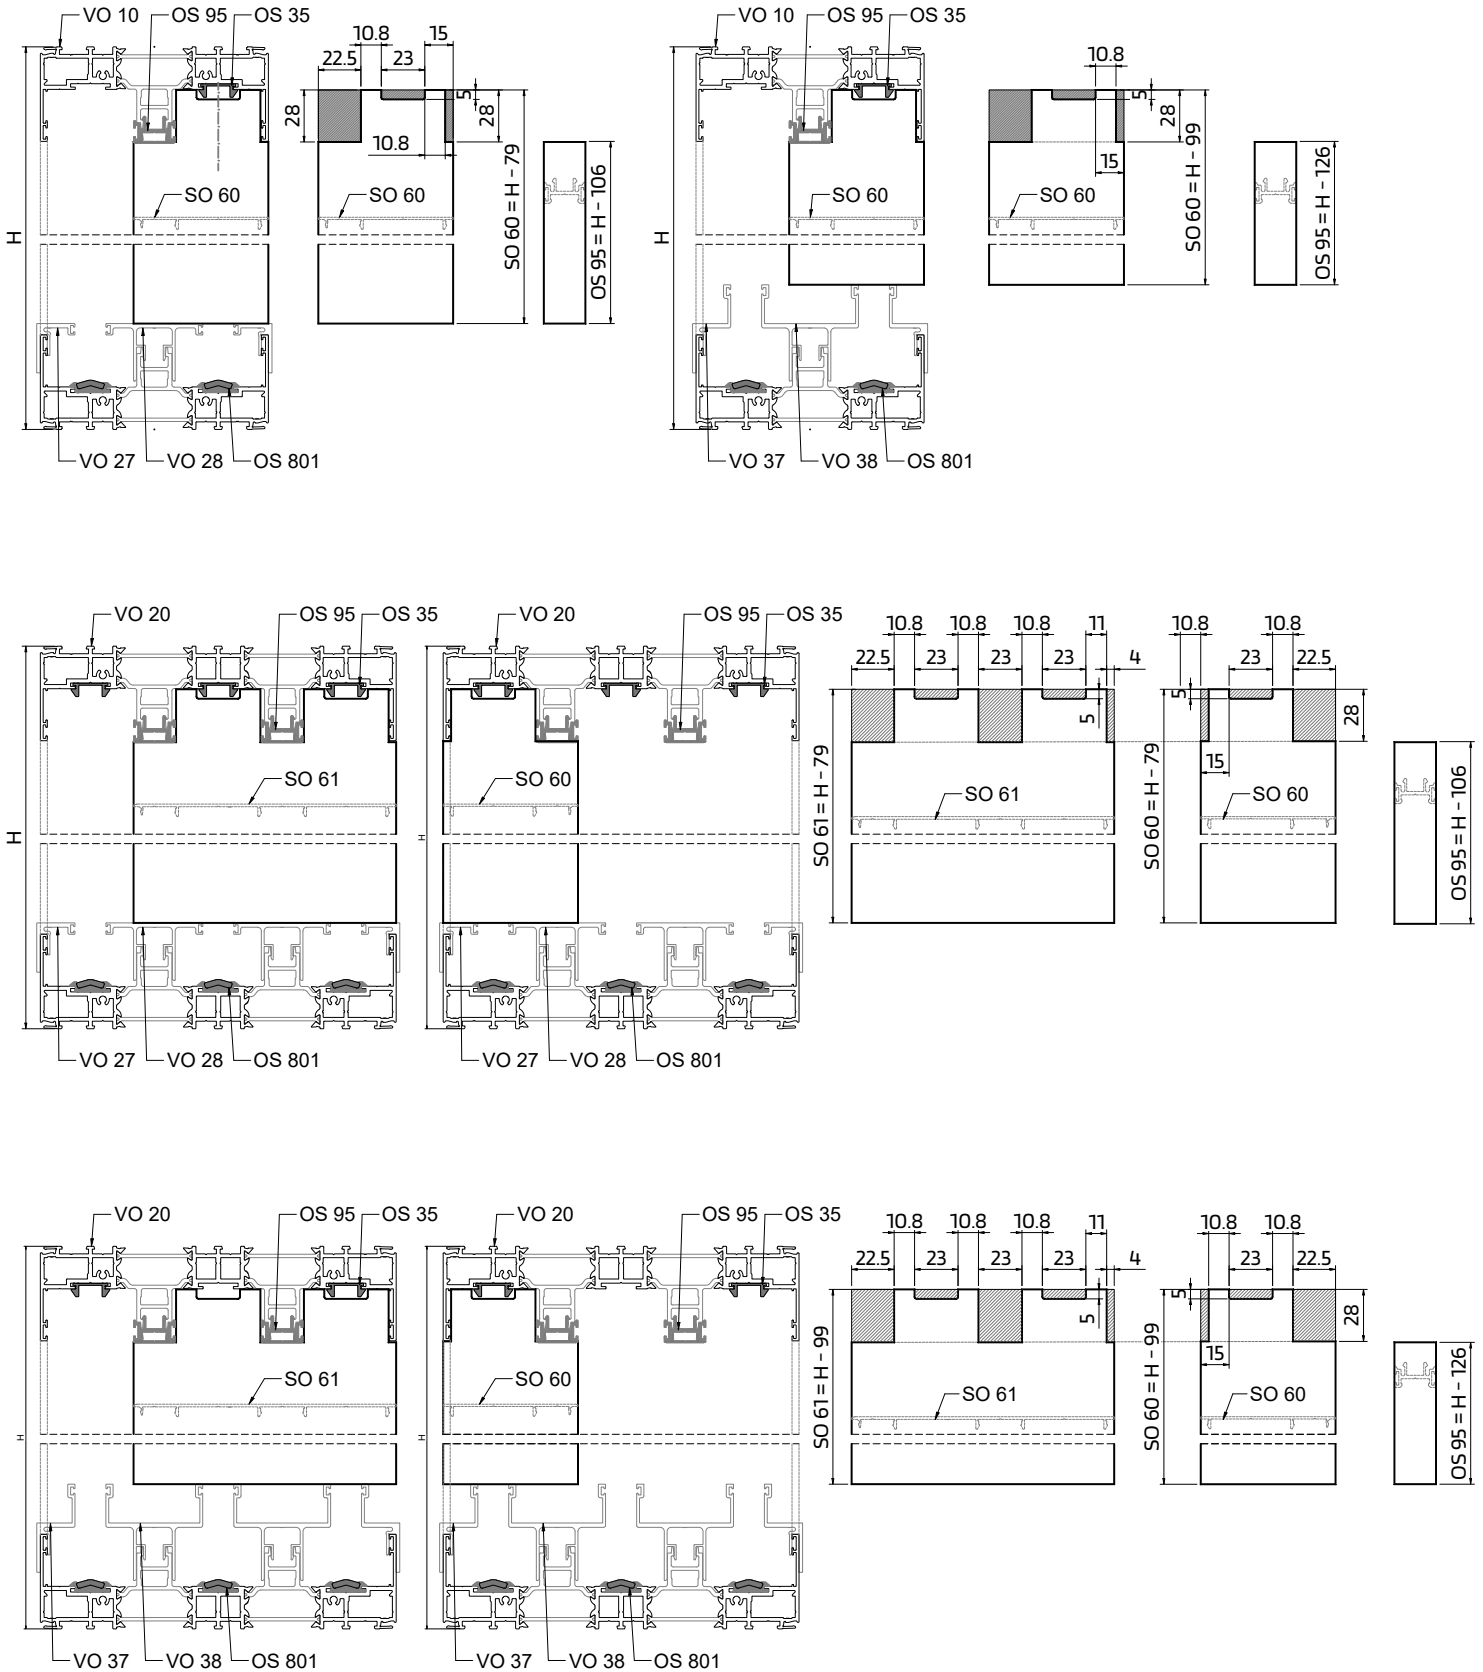 VO 10 OS 95 OS 35
10.8 15
22.5 23
28 5 28
10.8
SO 60 SO 60
H
SO 60 = H - 79
OS 95 = H - 106
VO 27 VO 28 OS 801
VO 10 OS 95 OS 35
10.8
5
28
15
SO 60 SO 60
H
SO 60 = H - 99
OS 95 = H - 126
VO 37 VO 38 OS 801
VO 20 OS 95 OS 35
VO 20 OS 95 OS 35
10.8 10.8 10.8 11
22.5 23 23 23 4
5
10.8 10.8
23 22.5
5
28
15
H
SO 61
H
SO 60
SO 61 = H - 79
SO 61
SO 60 = H - 79
SO 60
OS 95 = H - 106
VO 27 VO 28 OS 801
VO 27 VO 28 OS 801
VO 20 OS 95 OS 35
VO 20 OS 95 OS 35
10.8 10.8 10.8 11
22.5 23 23 23 4
5
10.8 10.8
23 22.5
5
28
15
H
SO 61
H
SO 60
SO 61 = H - 99
SO 61
SO 60 = H - 99
SO 60
OS 95 = H - 126
VO 37 VO 38 OS 801
VO 37 VO 38 OS 801